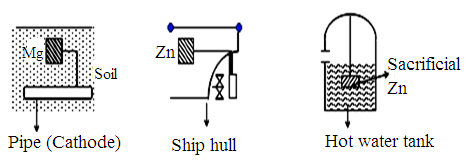 Mg
Soil
Pipe (Cathode)
Zn
Ship hull
Sacrificial
Zn
Hot water tank